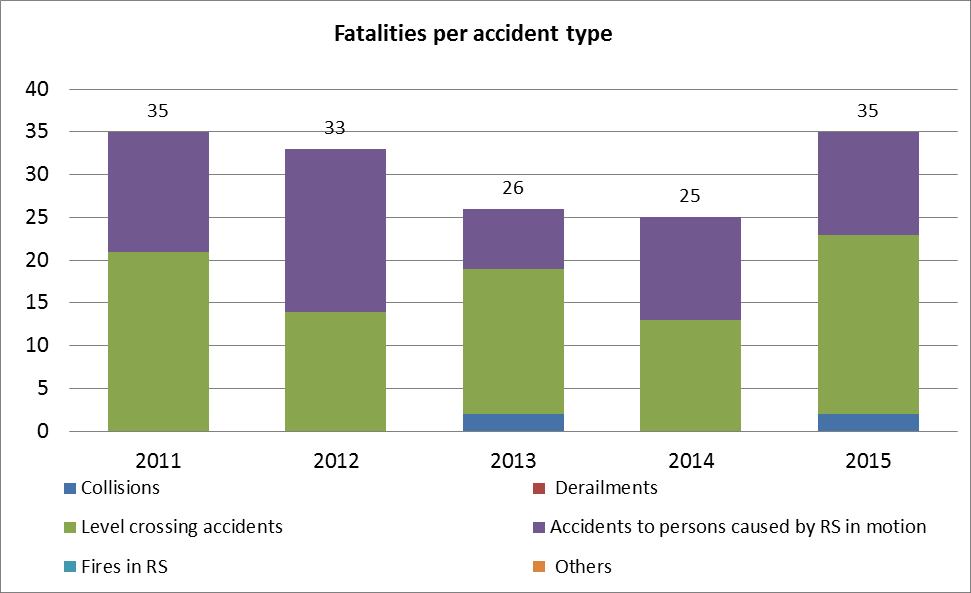 Fatalities per accident type
40
35
30
25
20
15
10
5
0
35
33
26
25
35
2011 2012 2013 2014 2015
Collisions
Derailments
Level crossing accidents
Accidents to persons caused by RS in motion
Fires in RS
Others